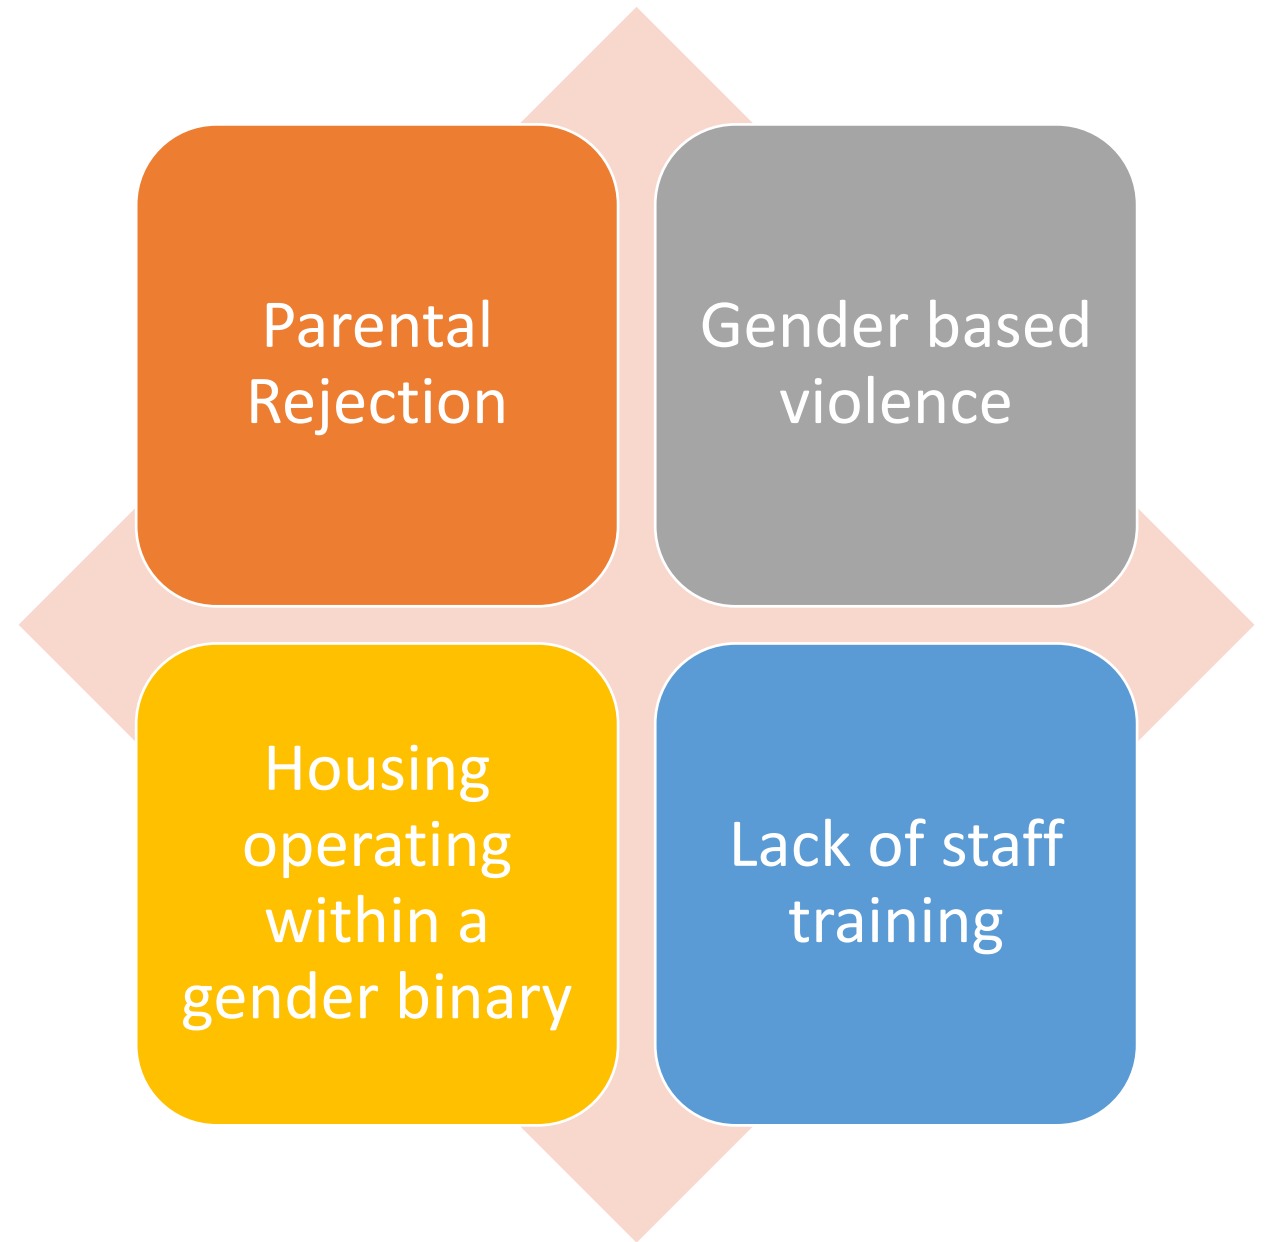 Parental
Rejection
Gender based
violence
Housing
operating
within a
gender binary
Lack of staff
training